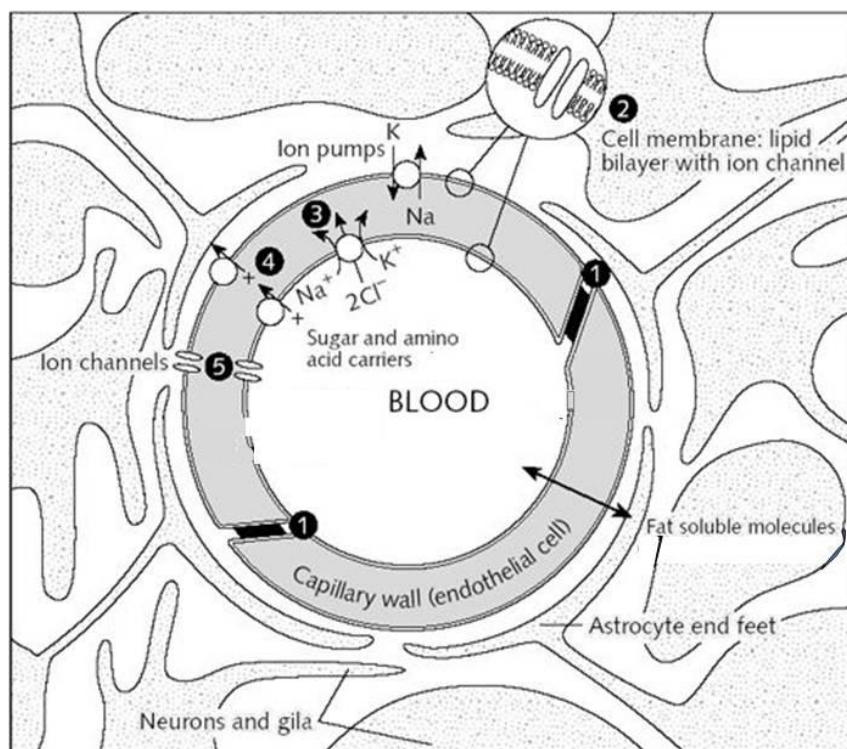 K
Ion pumps
2
Cell membrane: lipid
bilayer with ion channel
3
Na
4
+
Na+
2Cl−
K+
+
1
Sugar and amino
acid carriers
Ion channels
5
BLOOD
1
Fat soluble molecules
Capillary wall (endothelial cell)
Astrocyte end feet
Neurons and gila